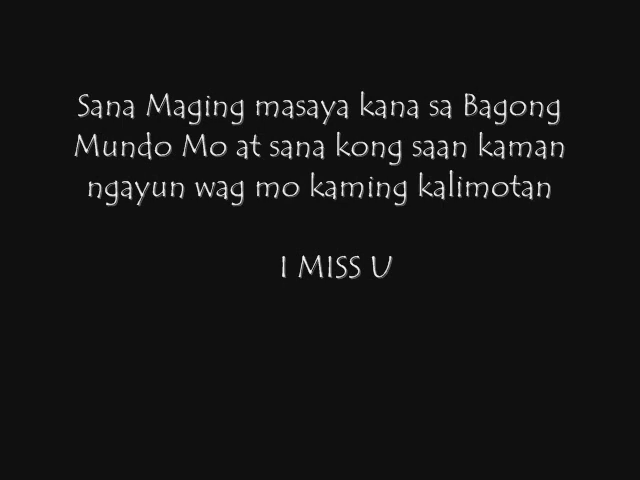 Sana Maging masaya kana sa Bagong
Mundo Mo at sana kong saan kaman
ngayun wag mo kaming kalimotan
I MISS U